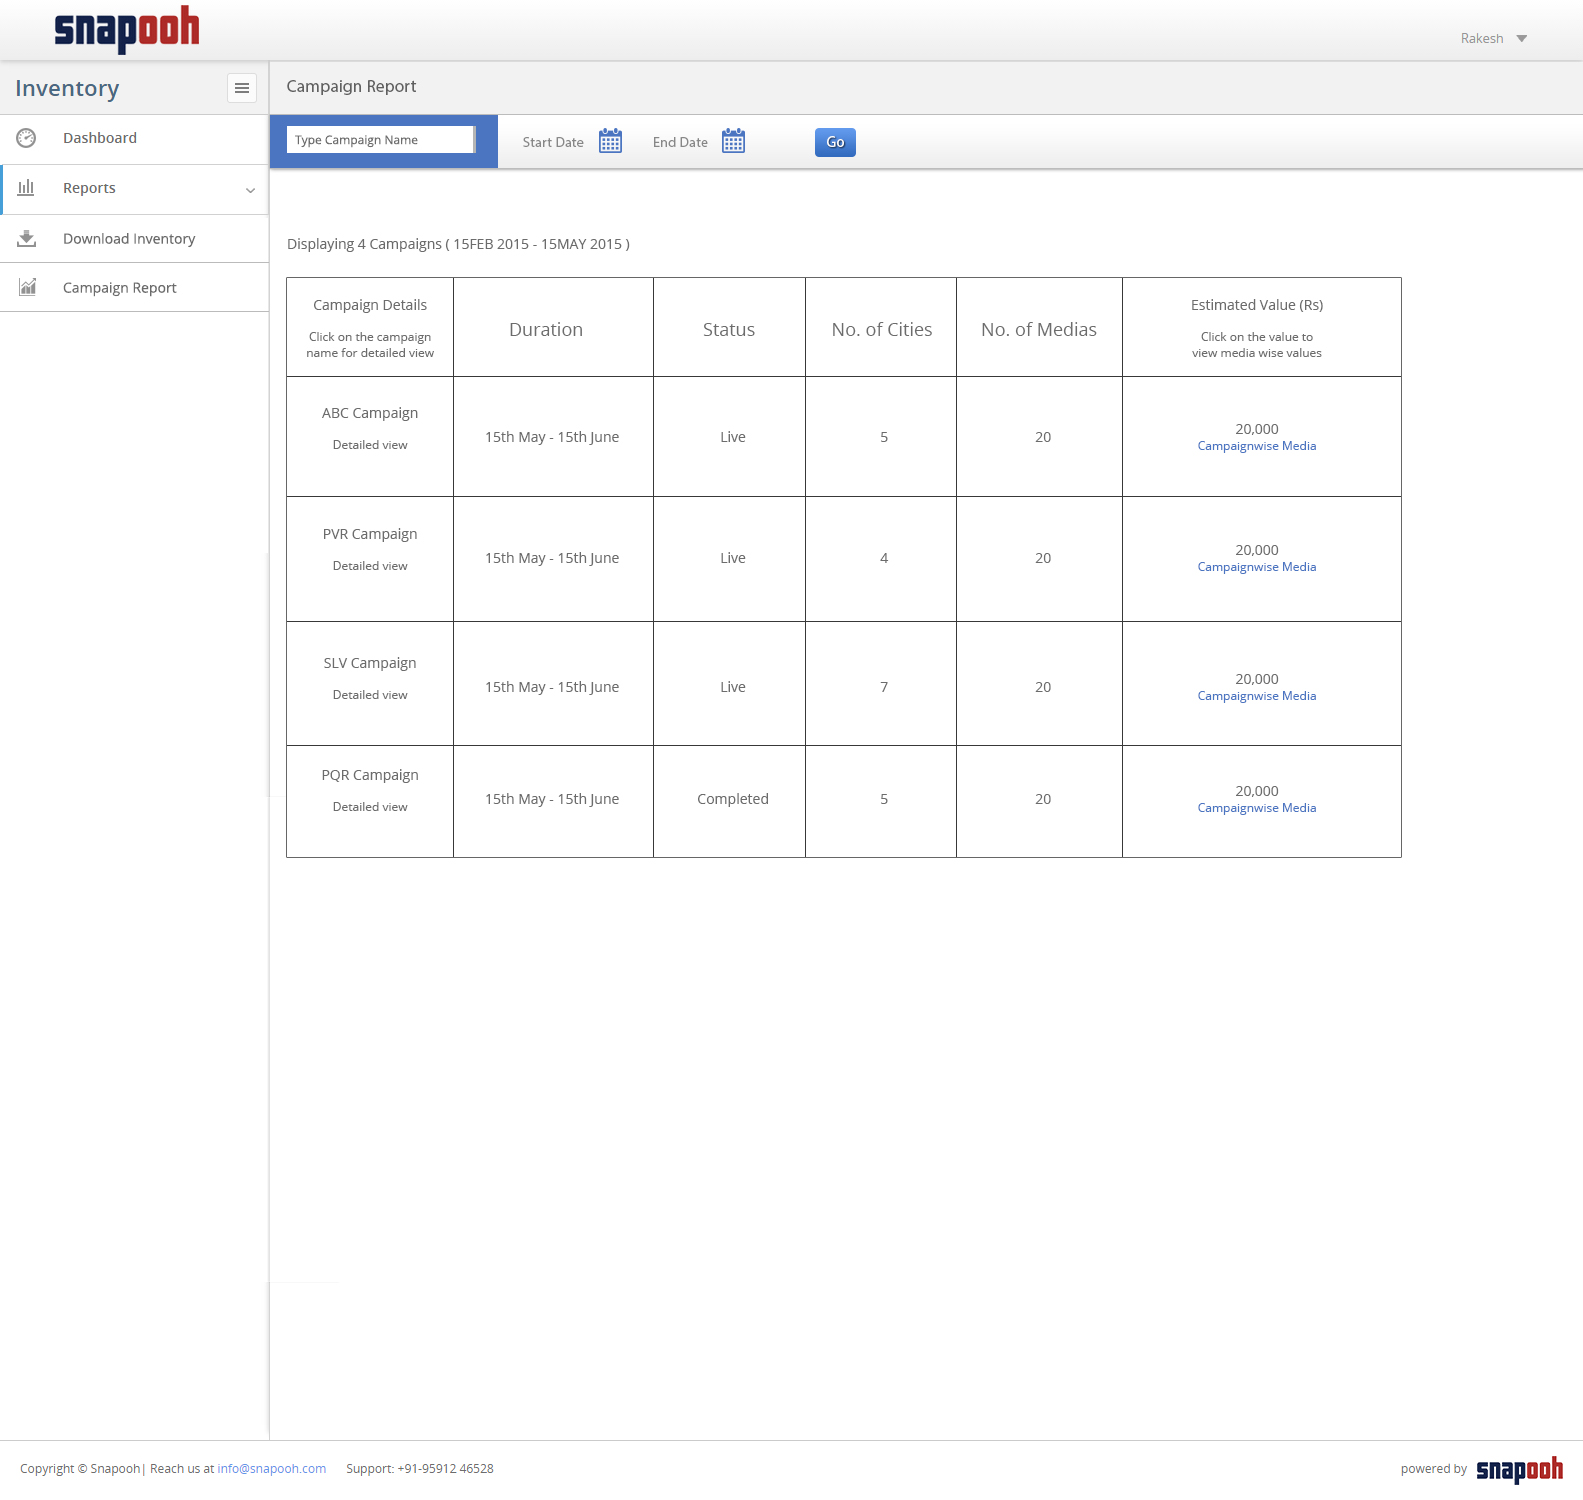 snapooh
Rakesh
Inventory
Campaign Report
Dashboard
Type Campaign Name
Start Date
End Date
Go
Reports
Download Inventory
Campaign Report
Displaying 4 Campaigns ( 15FEB 2015 - 15MAY 2015 )
Campaign Details
Click on the campaign
name for detailed view
Duration
Status
No. of Cities
No. of Medias
Estimated Value (Rs)
Click on the value to
view media wise values
ABC Campaign
Detailed view
15th May - 15th June
Live
5
20
20,000
Campaignwise Media
PVR Campaign
Detailed view
15th May - 15th June
Live
4
20
20,000
Campaignwise Media
SLV Campaign
Detailed view
15th May - 15th June
Live
7
20
20,000
Campaignwise Media
PQR Campaign
Detailed view
15th May - 15th June
Completed
5
20
20,000
Campaignwise Media
Copyright © Snapooh| Reach us at info@snapooh.com Support: +91-95912 46528
powered by snapooh